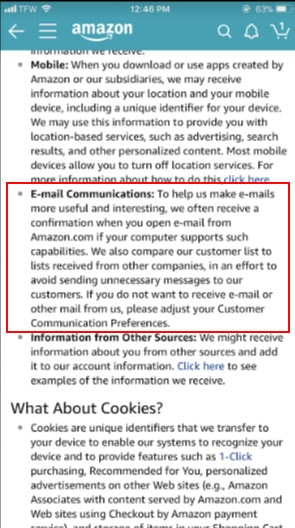 TFW 12:46 PM 63%
amazon
1
information we receive.
• Mobile: When you download or use apps created by
Amazon or our subsidiaries, we may receive
information about your location and your mobile
device, including a unique identifier for your device.
We may use this information to provide you with
location-based services, such as advertising, search
results, and other personalized content. Most mobile
devices allow you to turn off location services. For
more information about how to do this click here.
• E-mail Communications: To help us make e-mails
more useful and interesting, we often receive a
confirmation when you open e-mail from
Amazon.com if your computer supports such
capabilities. We also compare our customer list to
lists received from other companies, in an effort to
avoid sending unnecessary messages to our
customers. If you do not want to receive e-mail or
other mail from us, please adjust your Customer
Communication Preferences.
• Information from Other Sources: We might receive
information about you from other sources and add
it to our account information. Click here to see
examples of the information we receive.
What About Cookies?
• Cookies are unique identifiers that we transfer to
your device to enable our systems to recognize your
device and to provide features such as 1-Click
purchasing, Recommended for You, personalized
advertisements on other Web sites (e.g., Amazon
Associates with content served by Amazon.com and
Web sites using Checkout by Amazon payment
service), and storage of items in your Shopping Cart